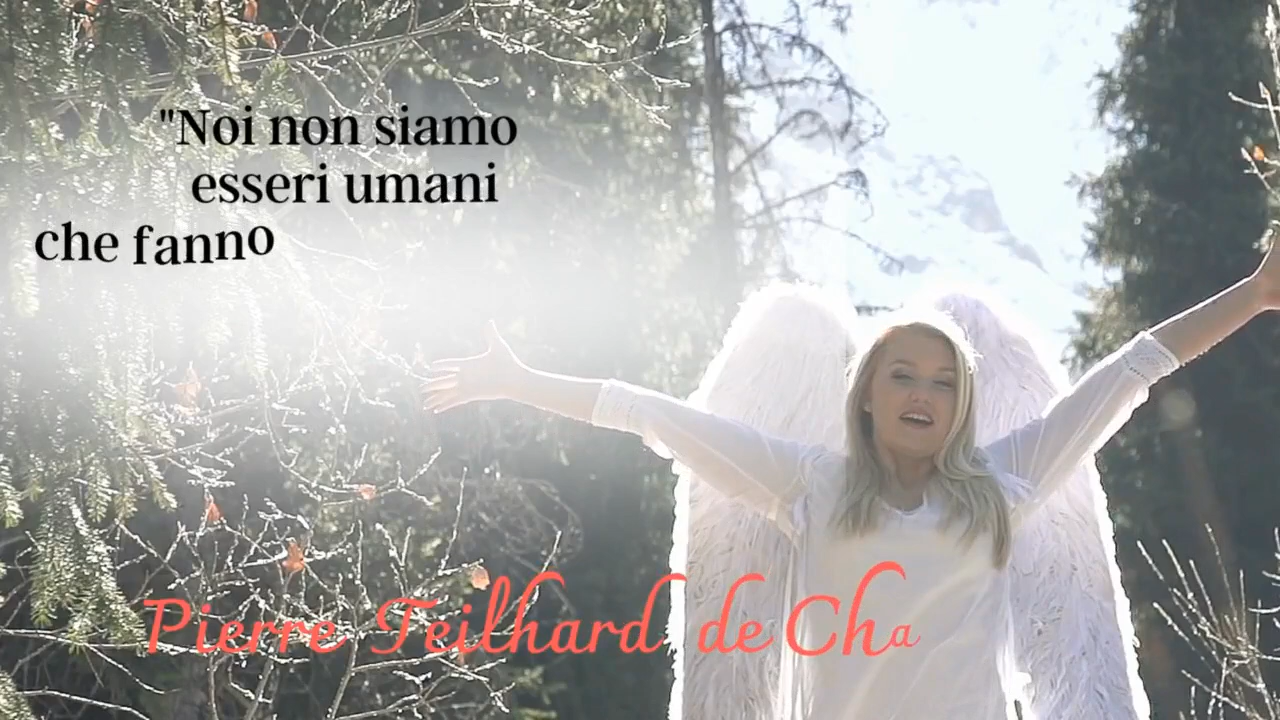 "Noi non siamo
esseri umani
che fanno
Pierre Teilhard de Cha